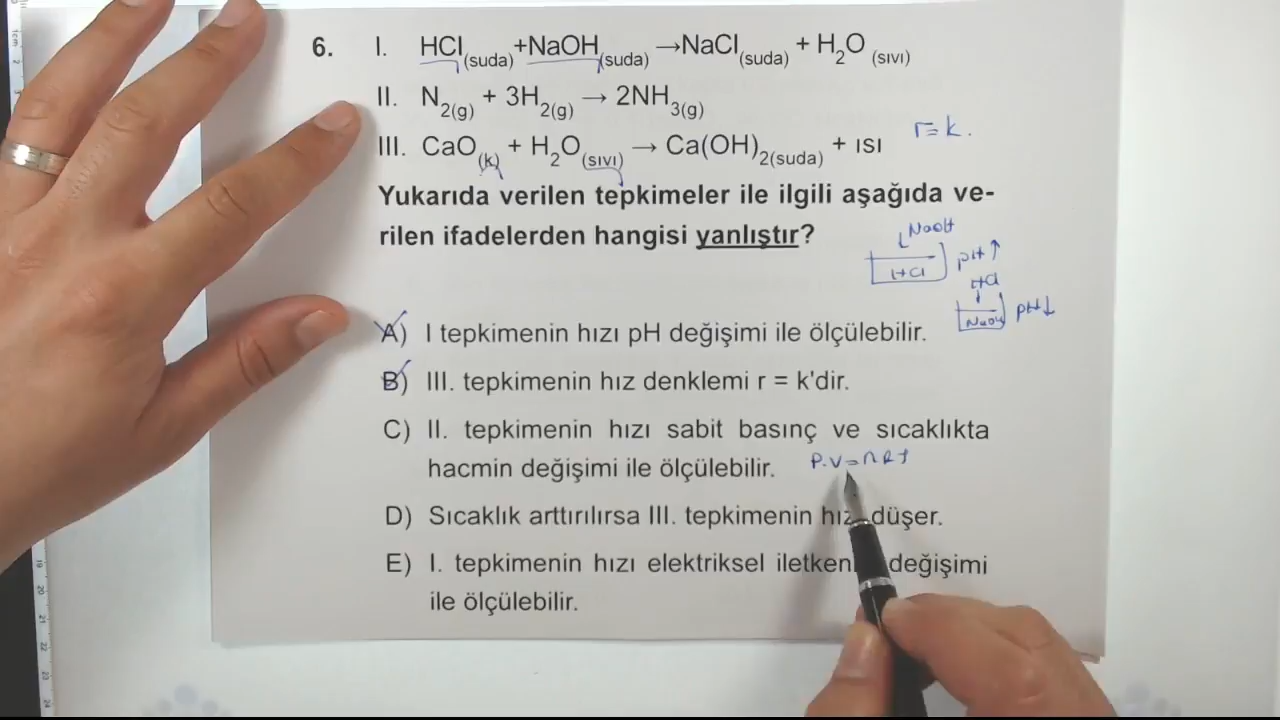 6. I. HCl(suda)+NaOH(suda) →NaCl(suda) + H2O (sıvı)
II. N2(g) + 3H2(g) → 2NH3(g)
III. CaO(k) + H2O(sıvı) → Ca(OH)2(suda) + ISI
r=k.
Yukarıda verilen tepkimeler ile ilgili aşağıda ve-
rilen ifadelerden hangisi yanlıştır?
↓NaOH
HCl pH↑
HCl
↓
NaOH pH↓
A) I tepkimenin hızı pH değişimi ile ölçülebilir.
B) III. tepkimenin hız denklemi r = k'dir.
C) II. tepkimenin hızı sabit basınç ve sıcaklıkta
hacmin değişimi ile ölçülebilir.
P.V=nRT
D) Sıcaklık arttırılırsa III. tepkimenin hız düşer.
E) I. tepkimenin hızı elektriksel iletken değişimi
ile ölçülebilir.